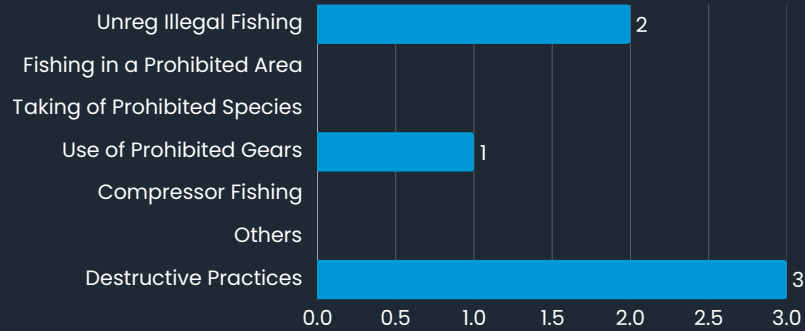 Unreg Illegal Fishing 2
Fishing in a Prohibited Area
Taking of Prohibited Species
Use of Prohibited Gears 1
Compressor Fishing
Others
Destructive Practices 3
0.0 0.5 1.0 1.5 2.0 2.5 3.0